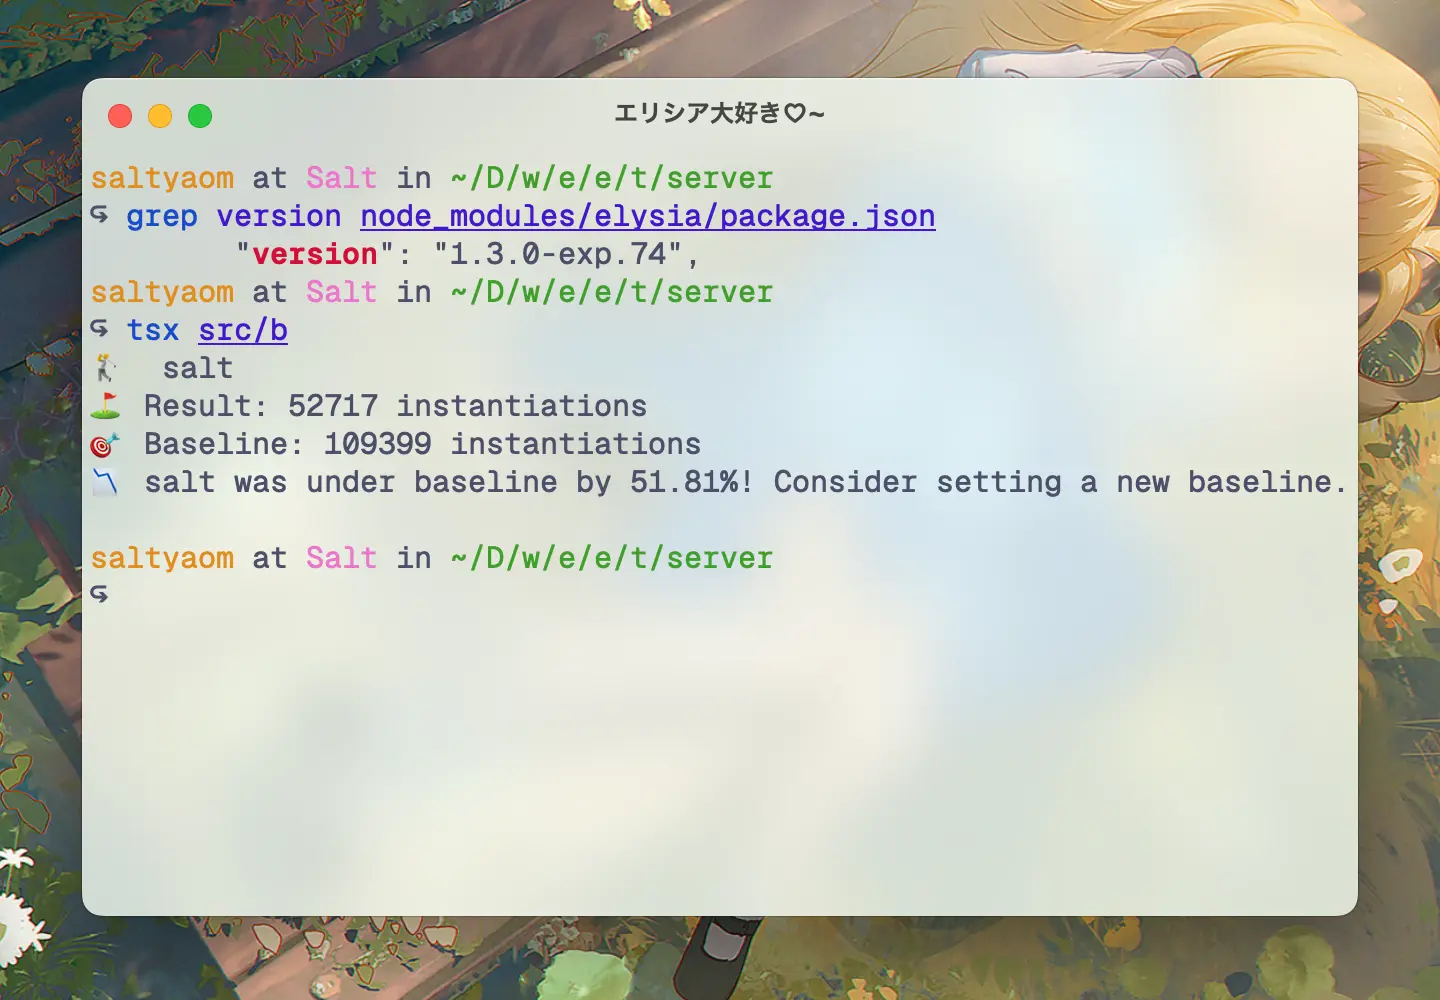 エリシア大好き♡~
saltyaom at Salt in ~/D/w/e/e/t/server
↪ grep version node_modules/elysia/package.json
"version": "1.3.0-exp.74",
saltyaom at Salt in ~/D/w/e/e/t/server
↪ tsx src/b
🏌 salt
⛳ Result: 52717 instantiations
🎯 Baseline: 109399 instantiations
📉 salt was under baseline by 51.81%! Consider setting a new baseline.
saltyaom at Salt in ~/D/w/e/e/t/server
↪